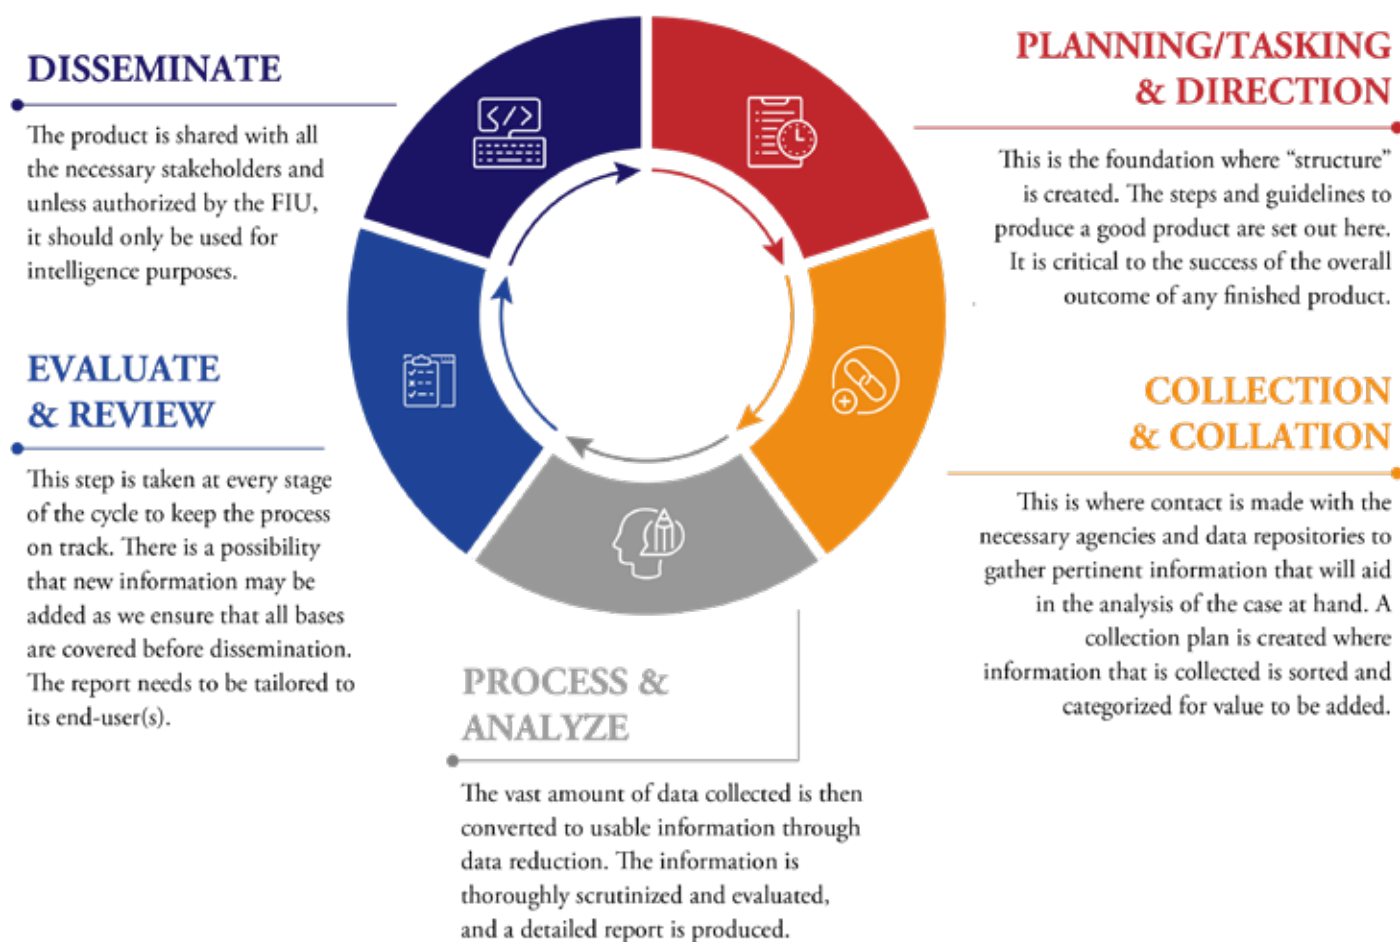 DISSEMINATE
The product is shared with all
the necessary stakeholders and
unless authorized by the FIU,
it should only be used for
intelligence purposes.
EVALUATE
& REVIEW
This step is taken at every stage
of the cycle to keep the process
on track. There is a possibility
that new information may be
added as we ensure that all bases
are covered before dissemination.
The report needs to be tailored to
its end-user(s).
</>
PLANNING/TASKING
& DIRECTION
This is the foundation where “structure”
is created. The steps and guidelines to
produce a good product are set out here.
It is critical to the success of the overall
outcome of any finished product.
COLLECTION
& COLLATION
This is where contact is made with the
necessary agencies and data repositories to
gather pertinent information that will aid
in the analysis of the case at hand. A
collection plan is created where
information that is collected is sorted and
categorized for value to be added.
PROCESS &
ANALYZE
The vast amount of data collected is then
converted to usable information through
data reduction. The information is
thoroughly scrutinized and evaluated,
and a detailed report is produced.